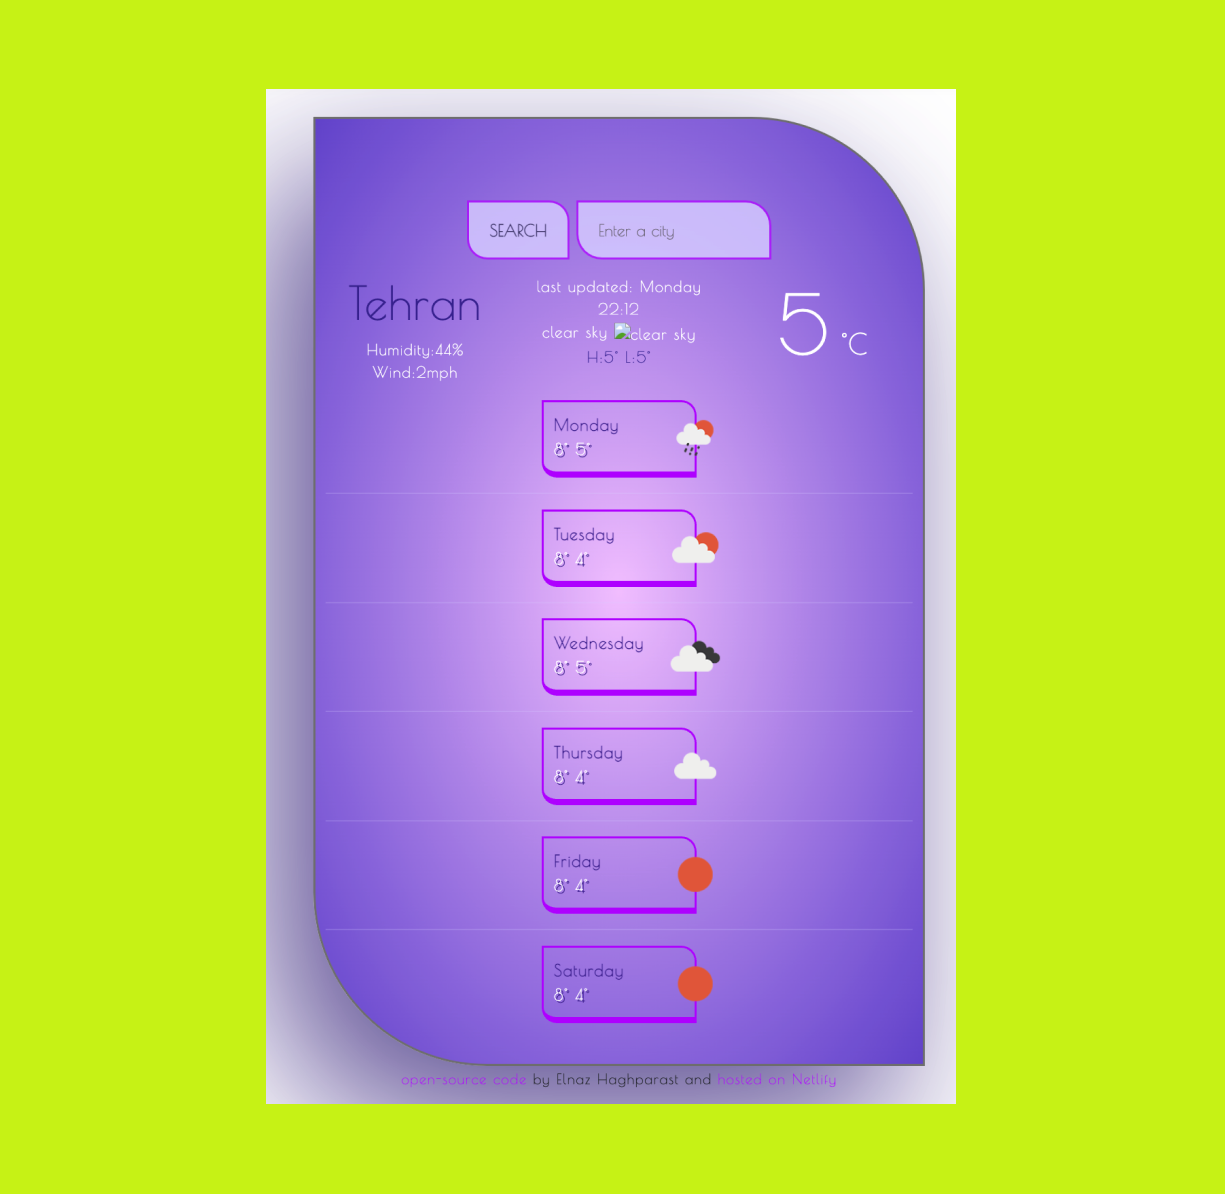 SEARCH
Enter a city
Tehran
Humidity:44%
Wind:2mph
last updated: Monday
22:12
clear sky clear sky
H:5° L:5°
5 °C
Monday
8° 5°
Tuesday
8° 4°
Wednesday
8° 5°
Thursday
8° 4°
Friday
8° 4°
Saturday
8° 4°
open-source code by Elnaz Haghparast and hosted on Netlify